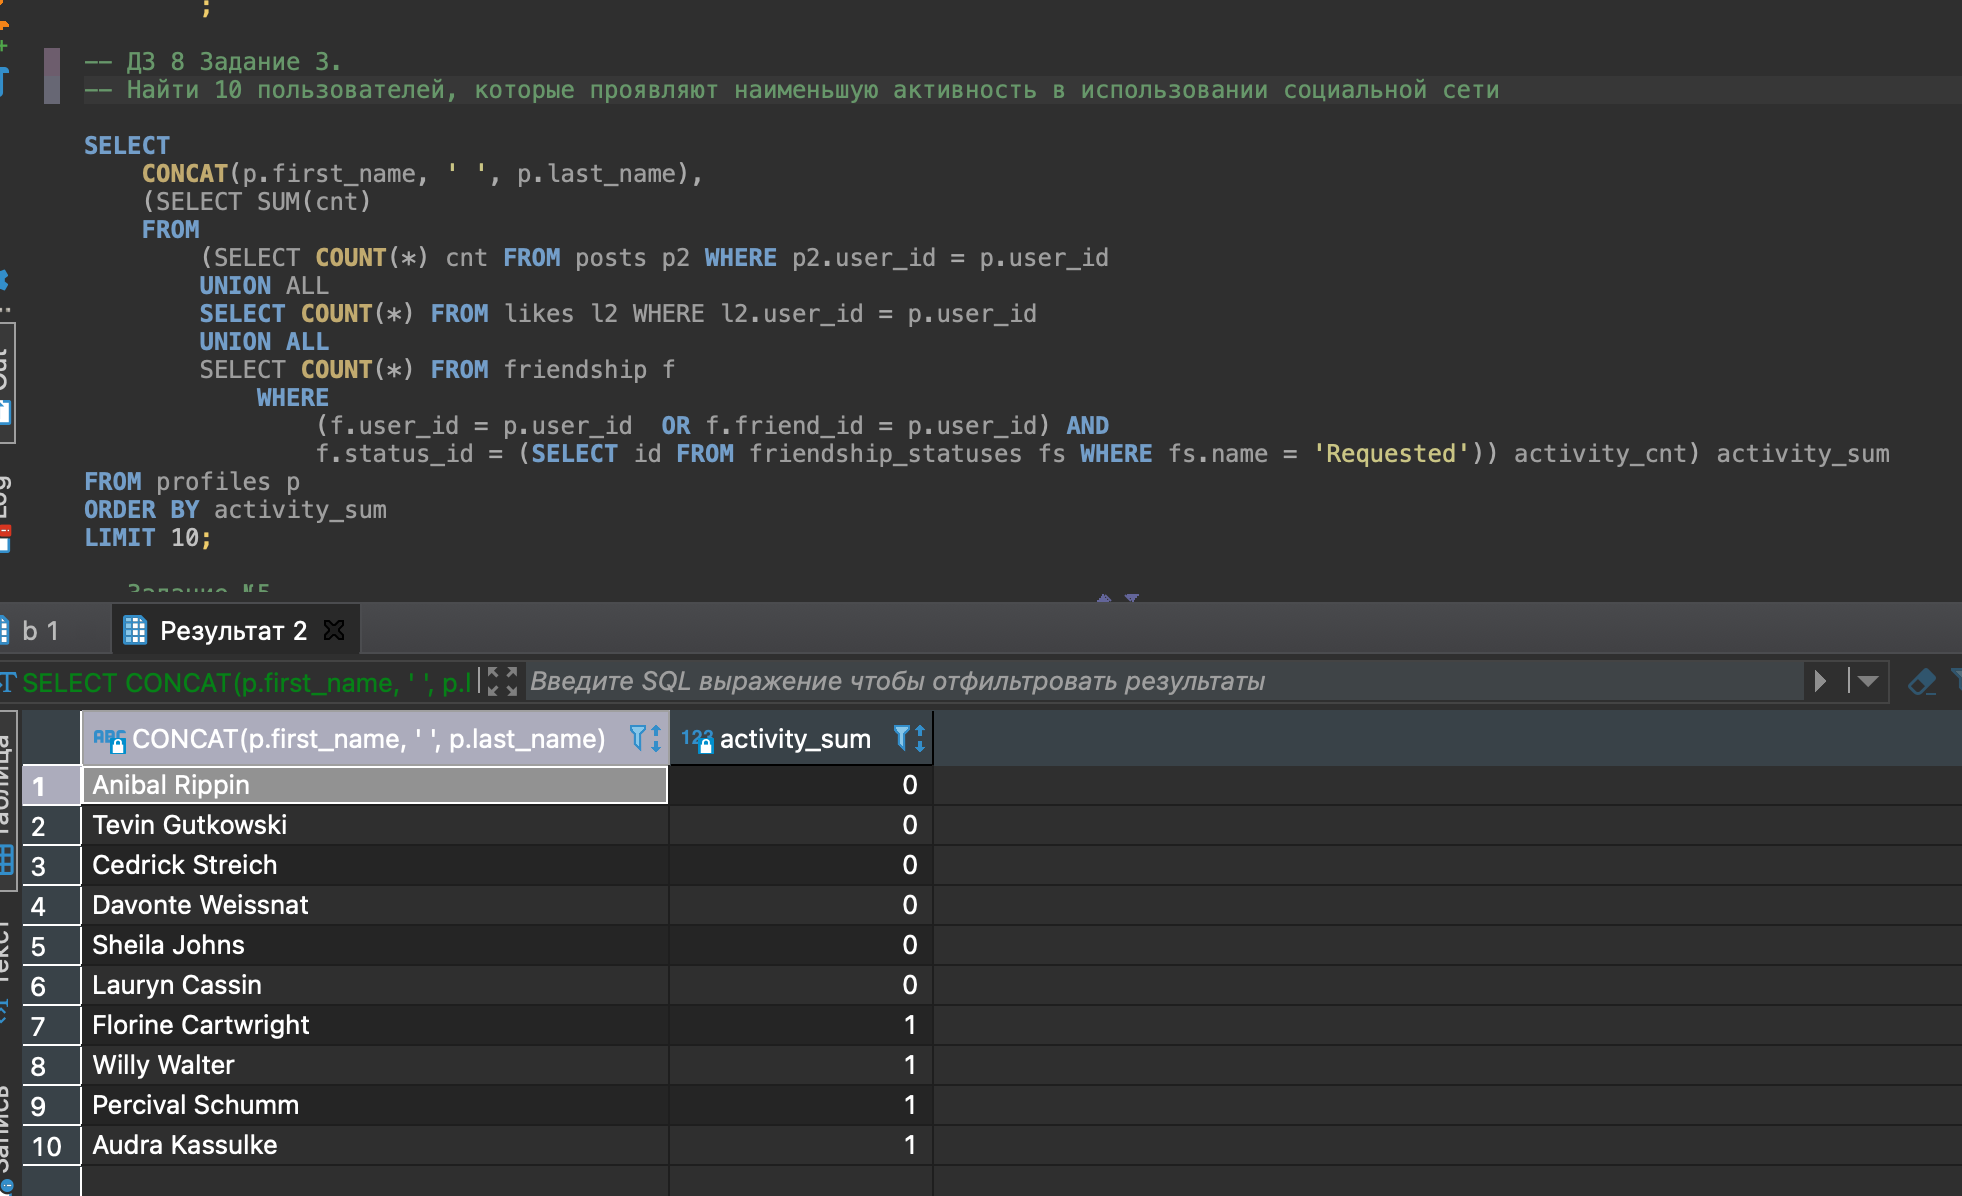 ;
-- ДЗ 8 Задание 3.
-- Найти 10 пользователей, которые проявляют наименьшую активность в использовании социальной сети
SELECT
CONCAT(p.first_name, ' ', p.last_name),
(SELECT SUM(cnt)
FROM
(SELECT COUNT(*) cnt FROM posts p2 WHERE p2.user_id = p.user_id
UNION ALL
SELECT COUNT(*) FROM likes l2 WHERE l2.user_id = p.user_id
UNION ALL
SELECT COUNT(*) FROM friendship f
WHERE
(f.user_id = p.user_id  OR f.friend_id = p.user_id) AND
f.status_id = (SELECT id FROM friendship_statuses fs WHERE fs.name = 'Requested')) activity_cnt) activity_sum
FROM profiles p
ORDER BY activity_sum
LIMIT 10;
Out
Log
b 1
Результат 2
SELECT CONCAT(p.first_name, ' ', p.l
Введите SQL выражение чтобы отфильтровать результаты
Таблица
Текст
Запись
ABC CONCAT(p.first_name, ' ', p.last_name)
123 activity_sum
1 Anibal Rippin 0
2 Tevin Gutkowski 0
3 Cedrick Streich 0
4 Davonte Weissnat 0
5 Sheila Johns 0
6 Lauryn Cassin 0
7 Florine Cartwright 1
8 Willy Walter 1
9 Percival Schumm 1
10 Audra Kassulke 1